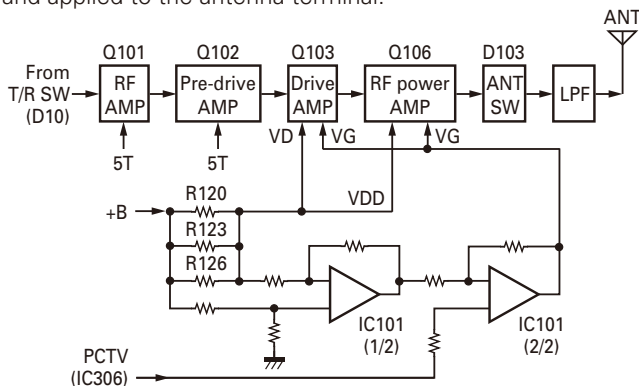 and applied to the antenna terminal.
ANT
Q101 Q102 Q103 Q106 D103
From
T/R SW
(D10)
RF
AMP
Pre-drive
AMP
Drive
AMP
RF power
AMP
ANT
SW
LPF
VD VG VG
5T 5T
VDD
+B
R120
R123
R126
IC101
(1/2)
IC101
(2/2)
PCTV
(IC306)